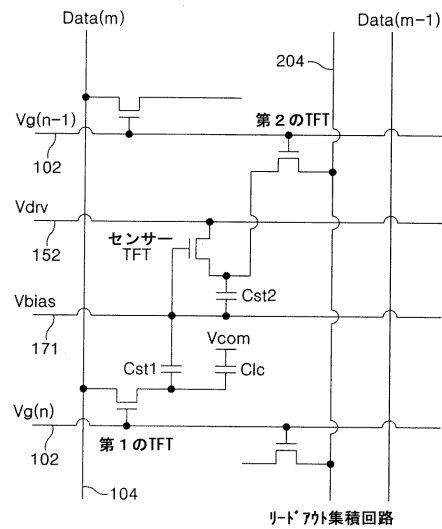 Data(m)
Data(m−1)
204
Vg(n−1)
第2のTFT
102
Vdrv
センサー
TFT
152
Cst2
Vbias
171
Vcom
Cst1
Clc
Vg(n)
第1のTFT
102
104
リードアウト集積回路